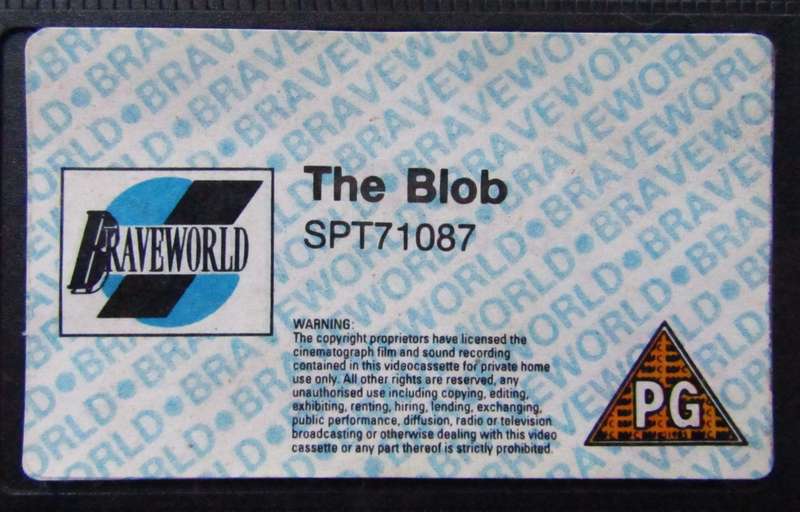 BRAVEWORLD
The Blob
SPT71087
WARNING:
The copyright proprietors have licensed the
cinematograph film and sound recording
contained in this videocassette for private home
use only. All other rights are reserved, any
unauthorised use including copying, editing,
exhibiting, renting, hiring, lending, exchanging,
public performance, diffusion, radio or television
broadcasting or otherwise dealing with this video
cassette or any part thereof is strictly prohibited.
PG